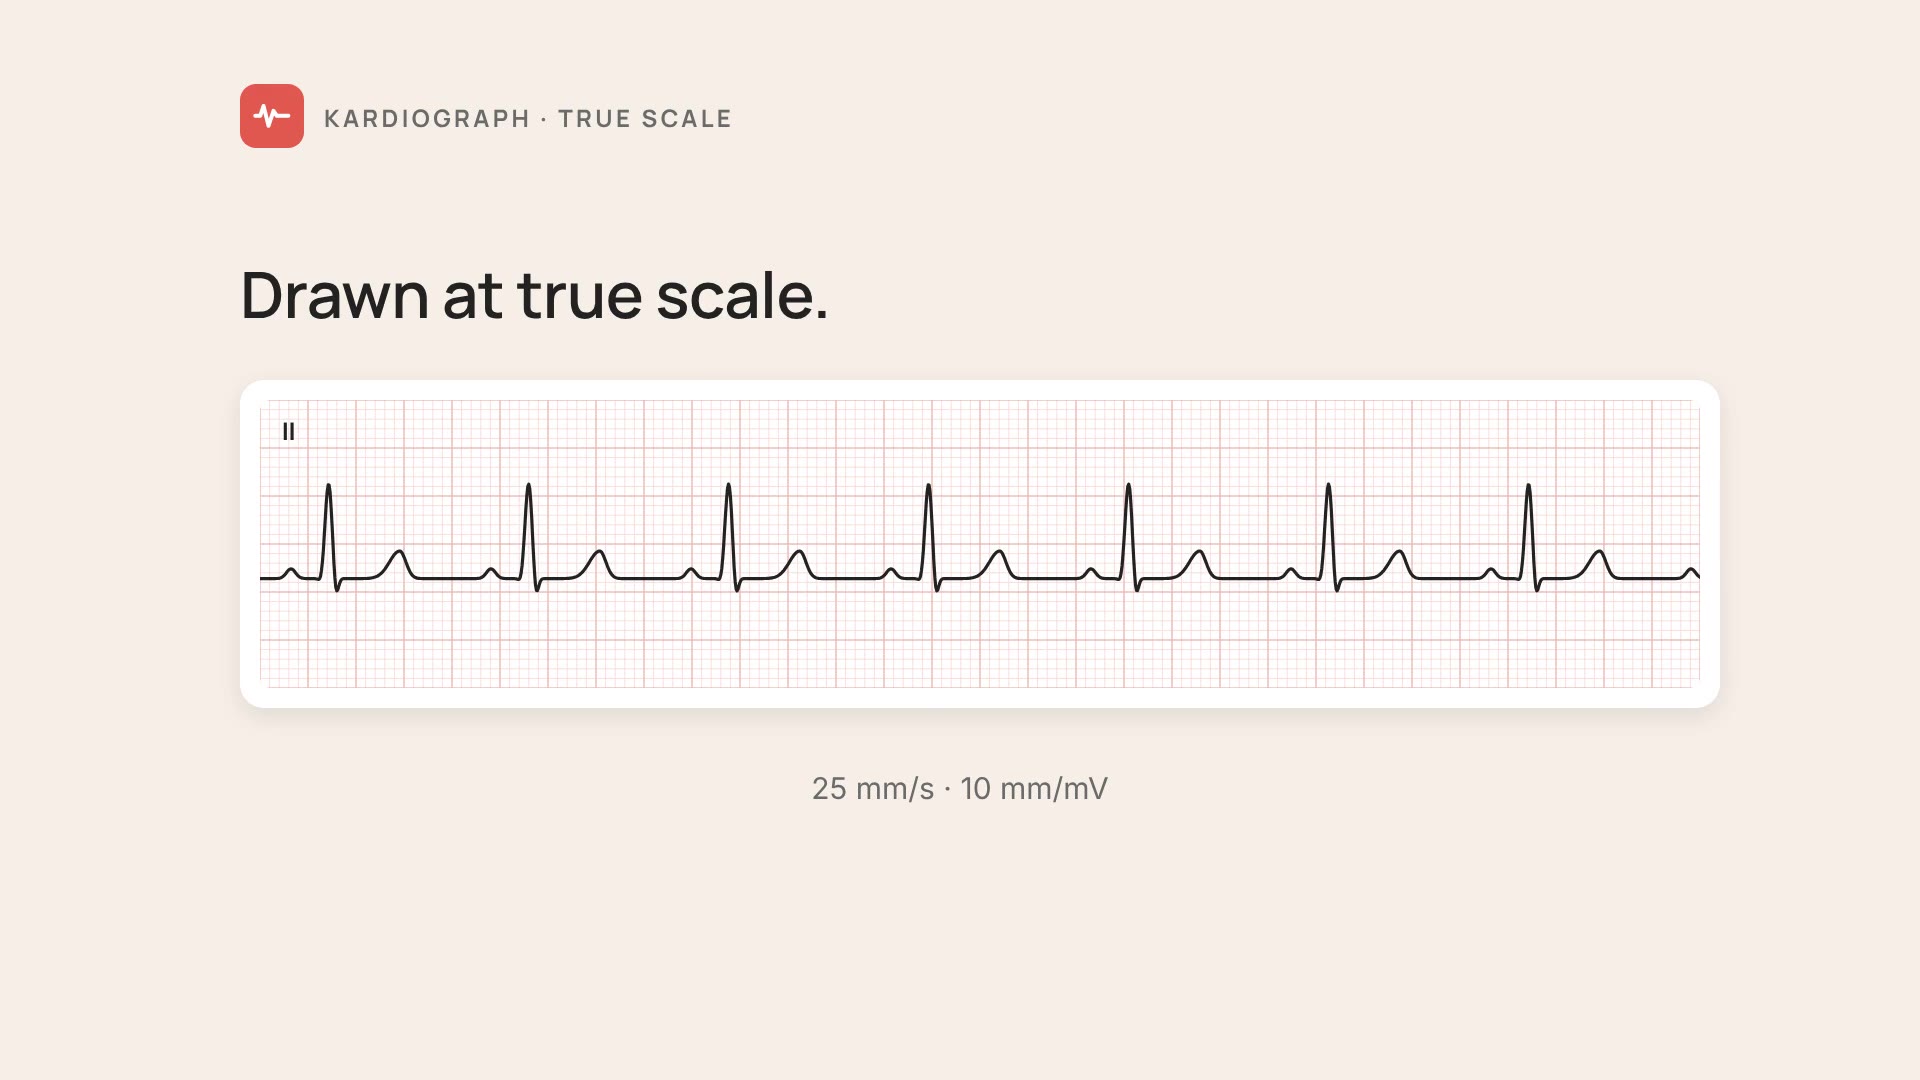 KARDIOGRAPH · TRUE SCALE
Drawn at true scale.
II
25 mm/s · 10 mm/mV